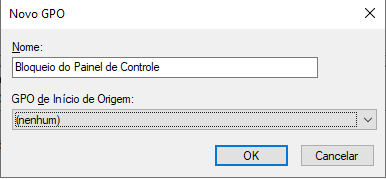 Novo GPO
Nome:
Bloqueio do Painel de Controle
GPO de Início de Origem:
(nenhum)
OK Cancelar